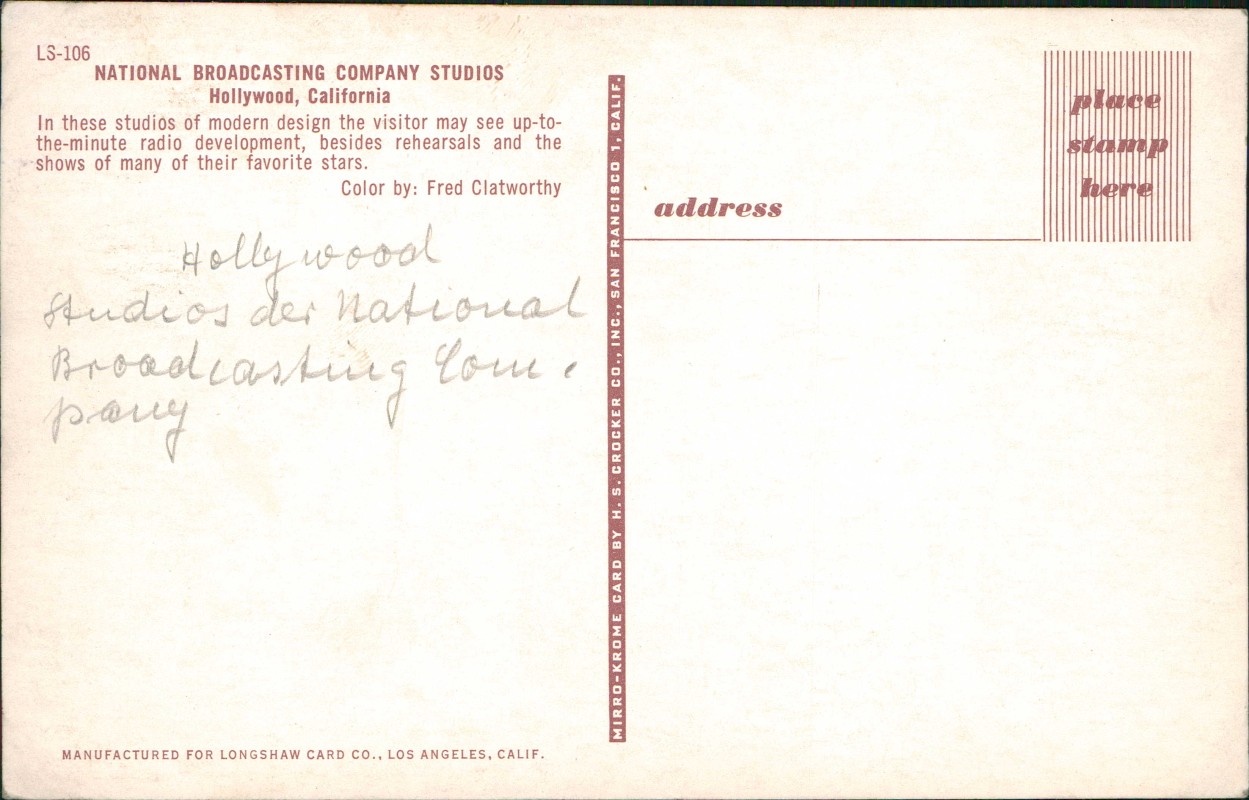 LS-106
NATIONAL BROADCASTING COMPANY STUDIOS
Hollywood, California
In these studios of modern design the visitor may see up-to-
the-minute radio development, besides rehearsals and the
shows of many of their favorite stars.
Color by: Fred Clatworthy
Hollywood
Studios der National
Broadcasting Com-
pany
MANUFACTURED FOR LONGSHAW CARD CO., LOS ANGELES, CALIF.
MIRRO-KROME CARD BY H. S. CROCKER CO., INC., SAN FRANCISCO 1, CALIF.
address
place
stamp
here